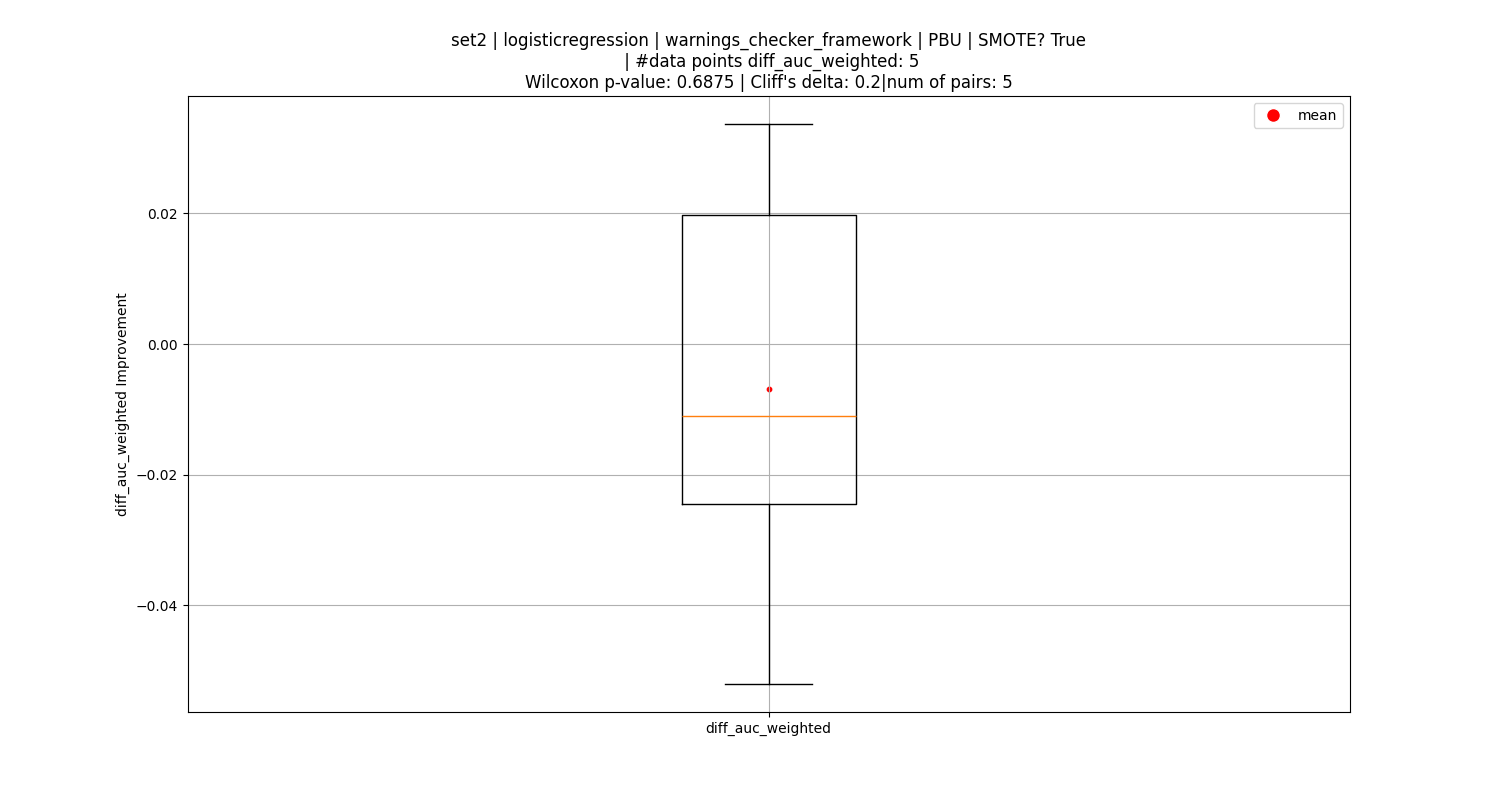 set2 | logisticregression | warnings_checker_framework | PBU | SMOTE? True
| #data points diff_auc_weighted: 5
Wilcoxon p-value: 0.6875 | Cliff's delta: 0.2|num of pairs: 5
mean
0.02
0.00
−0.02
−0.04
diff_auc_weighted Improvement
diff_auc_weighted